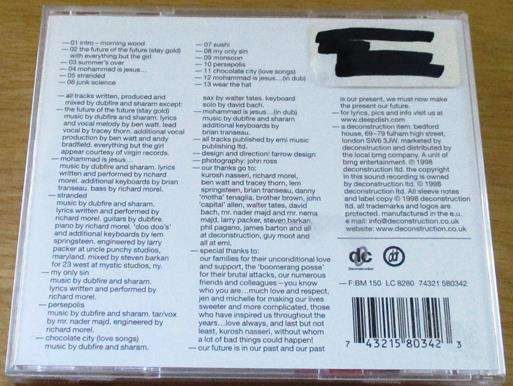 — 01 intro – morning wood
— 02 the future of the future (stay gold)
with everything but the girl
— 03 summer's over
— 04 mohammad is jesus...
— 05 stranded
— 06 junk science
— all tracks written, produced and
mixed by dubfire and sharam except:
— the future of the future (stay gold)
music by dubfire and sharam. lyrics
and vocal melody by ben watt. lead
vocal by tracey thorn. additional vocal
production by ben watt and andy
bradfield. everything but the girl
appear courtesy of virgin records.
— mohammad is jesus...
music by dubfire and sharam. lyrics
written and performed by richard
morel. additional keyboards by brian
transeau. bass by richard morel.
— stranded
music by dubfire and sharam.
lyrics written and performed by
richard morel. guitars by dubfire.
piano by richard morel. 'doo doo's'
and additional keyboards by lem
springsteen. engineered by larry
packer at uncle punchy studios,
maryland. mixed by steven barkan
for 23 west at mystic studios, ny.
— my only sin
music by dubfire and sharam.
lyrics written and performed by
richard morel.
— persepolis
music by dubfire and sharam. tar/vox
by mr. nader majd. engineered by
richard morel.
— chocolate city (love songs)
music by dubfire and sharam.
— 07 sushi
— 08 my only sin
— 09 monsoon
— 10 persepolis
— 11 chocolate city (love songs)
— 12 mohammad is jesus...(in dub)
— 13 wear the hat
sax by walter tates. keyboard
solo by david bach.
— mohammad is jesus...(in dub)
music by dubfire and sharam
additional keyboards by
brian transeau.
— all tracks published by emi music
publishing ltd.
— design and direction: farrow design
— photography: john ross
— our thanks go to:
kurosh nasseri, richard morel,
ben watt and tracey thorn, lem
springsteen, brian transeau, danny
'motha' tenaglia, brother brown, john
'capital' allen, walter tates, david
bach, mr. nader majd and mr. nema
majd, larry packer, steven barkan,
phil pagano, james barton and all
at deconstruction, guy moot and
all at emi.
— special thanks to:
our families for their unconditional love
and support, the 'boomerang posse'
for their brutal attacks, our numerous
friends and colleagues – you know
who you are...much love and respect,
jen and michelle for making our lives
sweeter and more complicated, those
who have inspired us throughout the
years...love always, and last but not
least, kurosh nasseri, without whom
a lot of bad things could happen!
— our future is in our past and our past
is our present, we must now make
the present our future.
— for lyrics, pics and info visit us at
www.deepdish.com
— a deconstruction item. bedford
house, 69–79 fulham high street,
london SW6 3JW. marketed by
deconstruction and distributed by
the local bmg company. A unit of
bmg entertainment. ℗ 1998
deconstruction ltd. the copyright
in this sound recording is owned
by deconstruction ltd. © 1998
deconstruction ltd. All sleeve notes
and label copy © 1998 deconstruction
ltd. all trademarks and logos are
protected. manufactured in the e.u.
e mail: info@deconstruction.co.uk
website: www.deconstruction.co.uk
Deconstruction
— F:BM 150 LC 8280 74321 580342
7 43215 80342 3